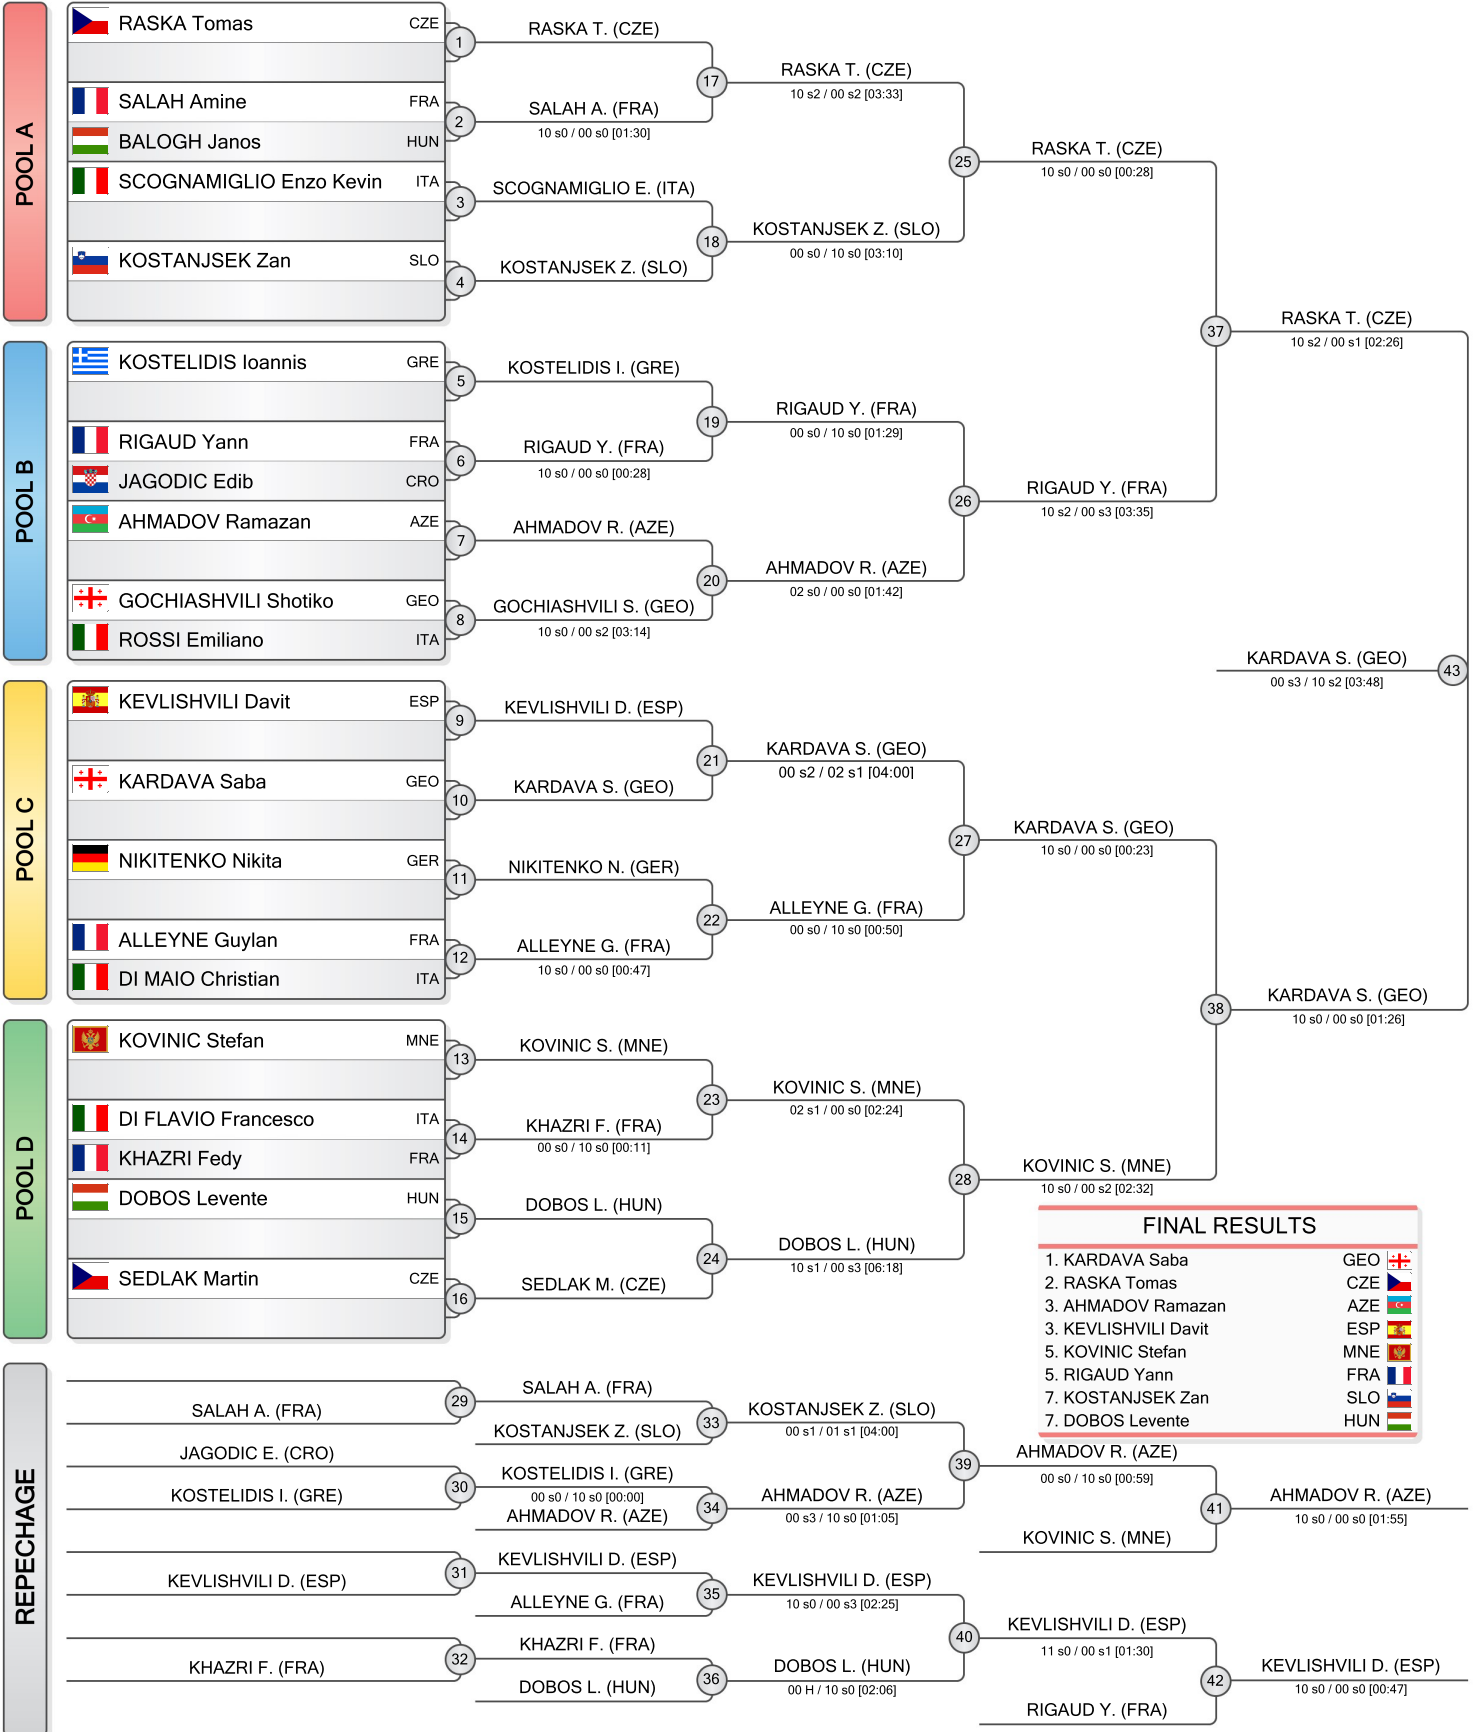 POOL A
RASKA Tomas CZE
SALAH Amine FRA
BALOGH Janos HUN
SCOGNAMIGLIO Enzo Kevin ITA
KOSTANJSEK Zan SLO
1
RASKA T. (CZE)
2
SALAH A. (FRA)
10 s0 / 00 s0 [01:30]
3
SCOGNAMIGLIO E. (ITA)
4
KOSTANJSEK Z. (SLO)
17
RASKA T. (CZE)
10 s2 / 00 s2 [03:33]
18
KOSTANJSEK Z. (SLO)
00 s0 / 10 s0 [03:10]
25
RASKA T. (CZE)
10 s0 / 00 s0 [00:28]
POOL B
KOSTELIDIS Ioannis GRE
RIGAUD Yann FRA
JAGODIC Edib CRO
AHMADOV Ramazan AZE
GOCHIASHVILI Shotiko GEO
ROSSI Emiliano ITA
5
KOSTELIDIS I. (GRE)
6
RIGAUD Y. (FRA)
10 s0 / 00 s0 [00:28]
7
AHMADOV R. (AZE)
8
GOCHIASHVILI S. (GEO)
10 s0 / 00 s2 [03:14]
19
RIGAUD Y. (FRA)
00 s0 / 10 s0 [01:29]
20
AHMADOV R. (AZE)
02 s0 / 00 s0 [01:42]
26
RIGAUD Y. (FRA)
10 s2 / 00 s3 [03:35]
37
RASKA T. (CZE)
10 s2 / 00 s1 [02:26]
KARDAVA S. (GEO)
00 s3 / 10 s2 [03:48]
43
POOL C
KEVLISHVILI Davit ESP
KARDAVA Saba GEO
NIKITENKO Nikita GER
ALLEYNE Guylan FRA
DI MAIO Christian ITA
9
KEVLISHVILI D. (ESP)
10
KARDAVA S. (GEO)
11
NIKITENKO N. (GER)
12
ALLEYNE G. (FRA)
10 s0 / 00 s0 [00:47]
21
KARDAVA S. (GEO)
00 s2 / 02 s1 [04:00]
22
ALLEYNE G. (FRA)
00 s0 / 10 s0 [00:50]
27
KARDAVA S. (GEO)
10 s0 / 00 s0 [00:23]
38
KARDAVA S. (GEO)
10 s0 / 00 s0 [01:26]
POOL D
KOVINIC Stefan MNE
DI FLAVIO Francesco ITA
KHAZRI Fedy FRA
DOBOS Levente HUN
SEDLAK Martin CZE
13
KOVINIC S. (MNE)
14
KHAZRI F. (FRA)
00 s0 / 10 s0 [00:11]
15
DOBOS L. (HUN)
16
SEDLAK M. (CZE)
23
KOVINIC S. (MNE)
02 s1 / 00 s0 [02:24]
24
DOBOS L. (HUN)
10 s1 / 00 s3 [06:18]
28
KOVINIC S. (MNE)
10 s0 / 00 s2 [02:32]
FINAL RESULTS
1. KARDAVA Saba GEO
2. RASKA Tomas CZE
3. AHMADOV Ramazan AZE
3. KEVLISHVILI Davit ESP
5. KOVINIC Stefan MNE
5. RIGAUD Yann FRA
7. KOSTANJSEK Zan SLO
7. DOBOS Levente HUN
REPECHAGE
SALAH A. (FRA)
29
SALAH A. (FRA)
KOSTANJSEK Z. (SLO)
33
KOSTANJSEK Z. (SLO)
00 s1 / 01 s1 [04:00]
JAGODIC E. (CRO)
KOSTELIDIS I. (GRE)
30
KOSTELIDIS I. (GRE)
00 s0 / 10 s0 [00:00]
AHMADOV R. (AZE)
34
AHMADOV R. (AZE)
00 s3 / 10 s0 [01:05]
39
AHMADOV R. (AZE)
00 s0 / 10 s0 [00:59]
KOVINIC S. (MNE)
41
AHMADOV R. (AZE)
10 s0 / 00 s0 [01:55]
KEVLISHVILI D. (ESP)
31
KEVLISHVILI D. (ESP)
ALLEYNE G. (FRA)
35
KEVLISHVILI D. (ESP)
10 s0 / 00 s3 [02:25]
KHAZRI F. (FRA)
32
KHAZRI F. (FRA)
DOBOS L. (HUN)
36
DOBOS L. (HUN)
00 H / 10 s0 [02:06]
40
KEVLISHVILI D. (ESP)
11 s0 / 00 s1 [01:30]
RIGAUD Y. (FRA)
42
KEVLISHVILI D. (ESP)
10 s0 / 00 s0 [00:47]